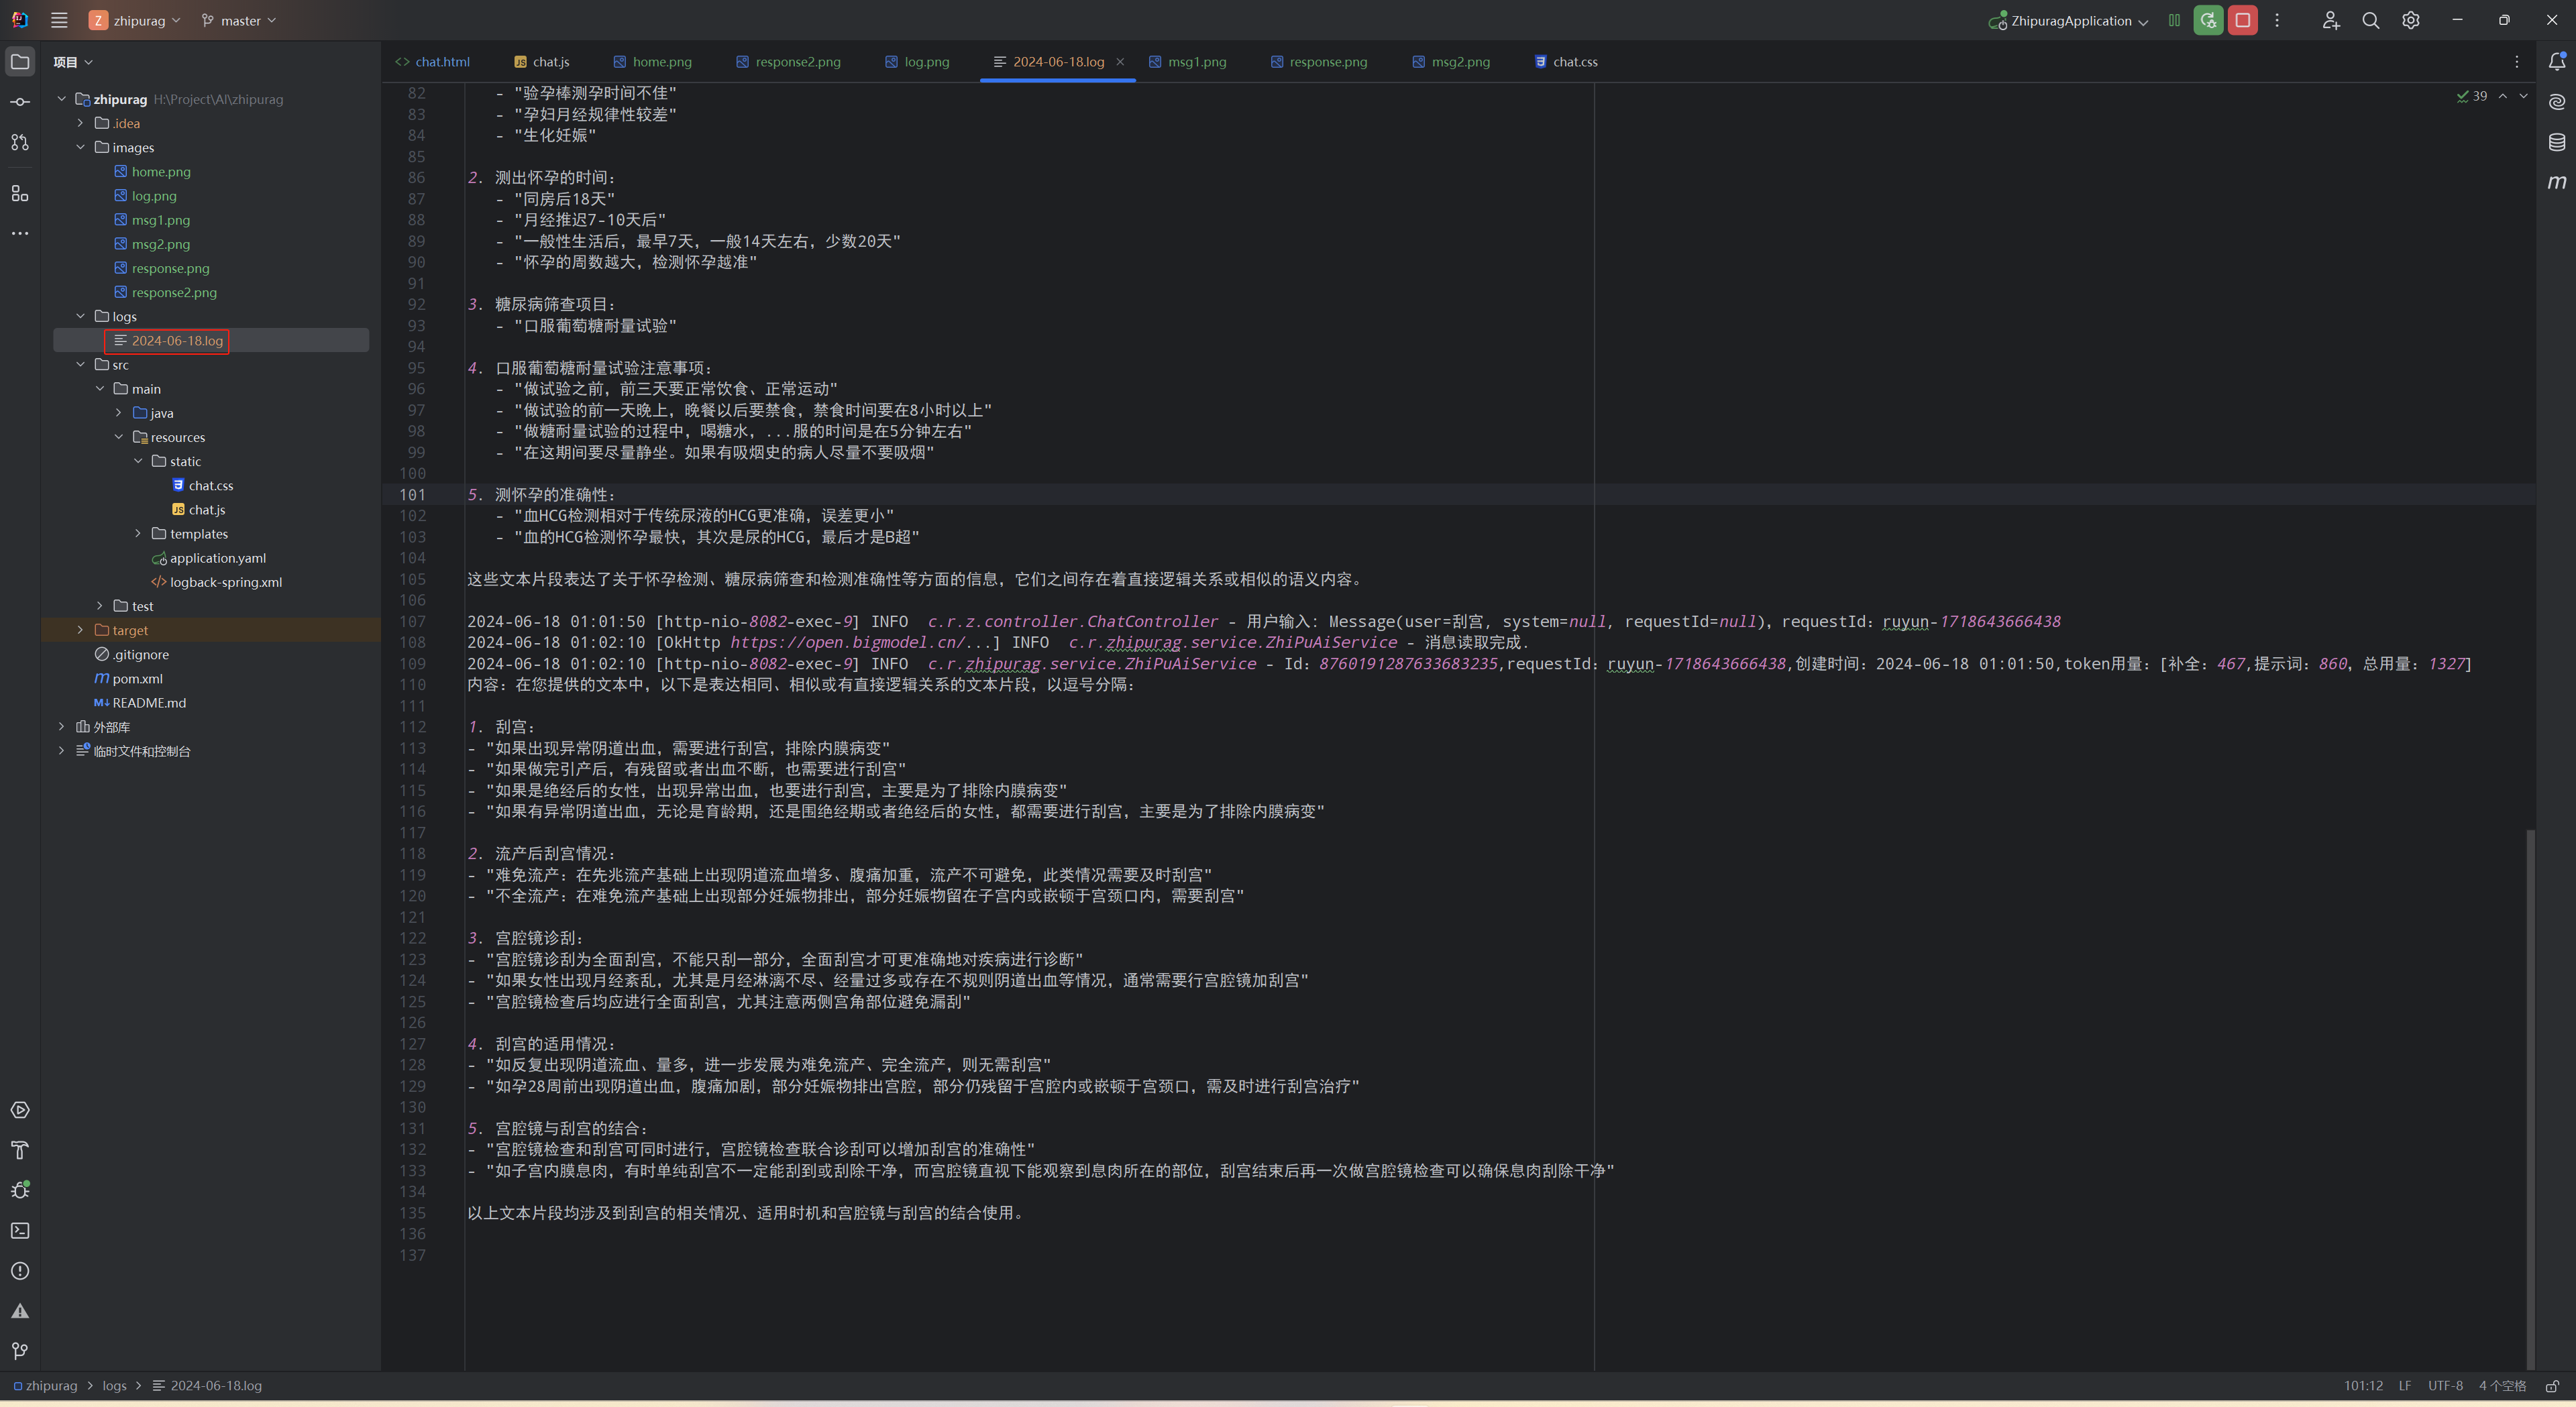 Z zhipurag master ZhipuragApplication
项目
chat.html chat.js home.png response2.png log.png 2024-06-18.log msg1.png response.png msg2.png chat.css
zhipurag H:\Project\AI\zhipurag
.idea
images
home.png
log.png
msg1.png
msg2.png
response.png
response2.png
logs
2024-06-18.log
src
main
java
resources
static
chat.css
chat.js
templates
application.yaml
logback-spring.xml
test
target
.gitignore
pom.xml
README.md
外部库
临时文件和控制台
39
82 - "验孕棒测孕时间不佳"
83 - "孕妇月经规律性较差"
84 - "生化妊娠"
85
86 2. 测出怀孕的时间：
87 - "同房后18天"
88 - "月经推迟7-10天后"
89 - "一般性生活后，最早7天，一般14天左右，少数20天"
90 - "怀孕的周数越大，检测怀孕越准"
91
92 3. 糖尿病筛查项目：
93 - "口服葡萄糖耐量试验"
94
95 4. 口服葡萄糖耐量试验注意事项：
96 - "做试验之前，前三天要正常饮食、正常运动"
97 - "做试验的前一天晚上，晚餐以后要禁食，禁食时间要在8小时以上"
98 - "做糖耐量试验的过程中，喝糖水，...服的时间是在5分钟左右"
99 - "在这期间要尽量静坐。如果有吸烟史的病人尽量不要吸烟"
100
101 5. 测怀孕的准确性：
102 - "血HCG检测相对于传统尿液的HCG更准确，误差更小"
103 - "血的HCG检测怀孕最快，其次是尿的HCG，最后才是B超"
104
105 这些文本片段表达了关于怀孕检测、糖尿病筛查和检测准确性等方面的信息，它们之间存在着直接逻辑关系或相似的语义内容。
106
107 2024-06-18 01:01:50 [http-nio-8082-exec-9] INFO c.r.z.controller.ChatController - 用户输入: Message(user=刮宫, system=null, requestId=null), requestId：ruyun-1718643666438
108 2024-06-18 01:02:10 [OkHttp https://open.bigmodel.cn/...] INFO c.r.zhipurag.service.ZhiPuAiService - 消息读取完成.
109 2024-06-18 01:02:10 [http-nio-8082-exec-9] INFO c.r.zhipurag.service.ZhiPuAiService - Id：8760191287633683235,requestId：ruyun-1718643666438,创建时间：2024-06-18 01:01:50,token用量：[补全：467,提示词：860, 总用量：1327]
110 内容：在您提供的文本中，以下是表达相同、相似或有直接逻辑关系的文本片段，以逗号分隔：
111
112 1. 刮宫：
113 - "如果出现异常阴道出血，需要进行刮宫，排除内膜病变"
114 - "如果做完引产后，有残留或者出血不断，也需要进行刮宫"
115 - "如果是绝经后的女性，出现异常出血，也要进行刮宫，主要是为了排除内膜病变"
116 - "如果有异常阴道出血，无论是育龄期，还是围绝经期或者绝经后的女性，都需要进行刮宫，主要是为了排除内膜病变"
117
118 2. 流产后刮宫情况：
119 - "难免流产：在先兆流产基础上出现阴道流血增多、腹痛加重，流产不可避免，此类情况需要及时刮宫"
120 - "不全流产：在难免流产基础上出现部分妊娠物排出，部分妊娠物留在子宫内或嵌顿于宫颈口内，需要刮宫"
121
122 3. 宫腔镜诊刮：
123 - "宫腔镜诊刮为全面刮宫，不能只刮一部分，全面刮宫才可更准确地对疾病进行诊断"
124 - "如果女性出现月经紊乱，尤其是月经淋漓不尽、经量过多或存在不规则阴道出血等情况，通常需要行宫腔镜加刮宫"
125 - "宫腔镜检查后均应进行全面刮宫，尤其注意两侧宫角部位避免漏刮"
126
127 4. 刮宫的适用情况：
128 - "如反复出现阴道流血、量多，进一步发展为难免流产、完全流产，则无需刮宫"
129 - "如孕28周前出现阴道出血，腹痛加剧，部分妊娠物排出宫腔，部分仍残留于宫腔内或嵌顿于宫颈口，需及时进行刮宫治疗"
130
131 5. 宫腔镜与刮宫的结合：
132 - "宫腔镜检查和刮宫可同时进行，宫腔镜检查联合诊刮可以增加刮宫的准确性"
133 - "如子宫内膜息肉，有时单纯刮宫不一定能刮到或刮除干净，而宫腔镜直视下能观察到息肉所在的部位，刮宫结束后再一次做宫腔镜检查可以确保息肉刮除干净"
134
135 以上文本片段均涉及到刮宫的相关情况、适用时机和宫腔镜与刮宫的结合使用。
136
137
zhipurag > logs > 2024-06-18.log 101:12 LF UTF-8 4 个空格